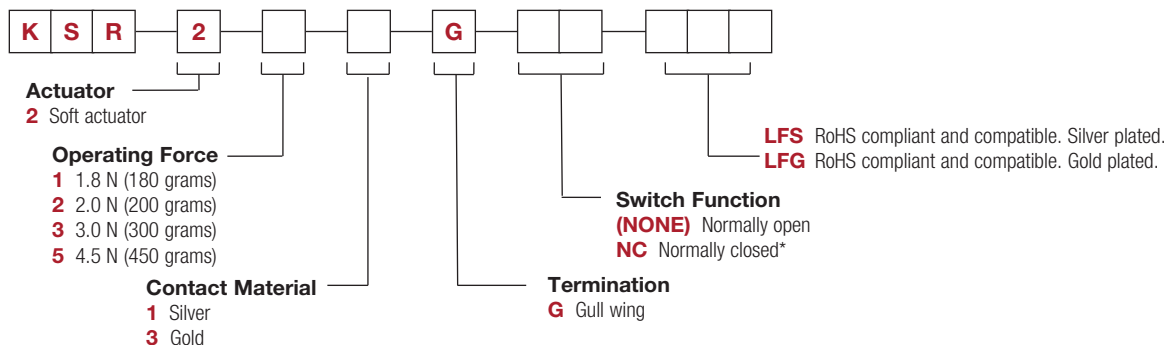 K S R 2 G
Actuator
2 Soft actuator
LFS RoHS compliant and compatible. Silver plated.
LFG RoHS compliant and compatible. Gold plated.
Operating Force
1 1.8 N (180 grams)
2 2.0 N (200 grams)
3 3.0 N (300 grams)
5 4.5 N (450 grams)
Switch Function
(NONE) Normally open
NC Normally closed*
Contact Material
1 Silver
3 Gold
Termination
G Gull wing